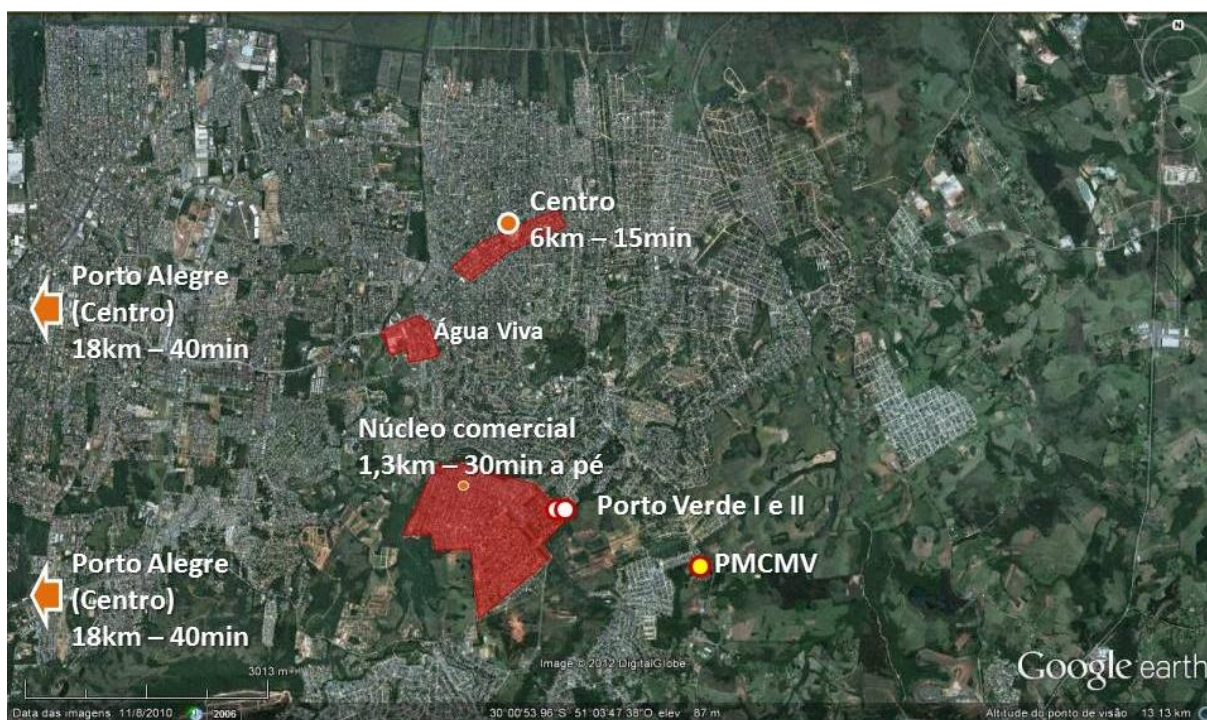 N
Centro
6km – 15min
Porto Alegre
(Centro)
18km – 40min
Água Viva
Núcleo comercial
1,3km – 30min a pé
Porto Verde I e II
PMCMV
Porto Alegre
(Centro)
18km – 40min
3013 m
Image © 2012 DigitalGlobe
Google earth
Data das imagens: 11/8/2010 2006 30°00'53.96"S 51°03'47.38"O elev 87 m Altitude do ponto de visão 13.13 km